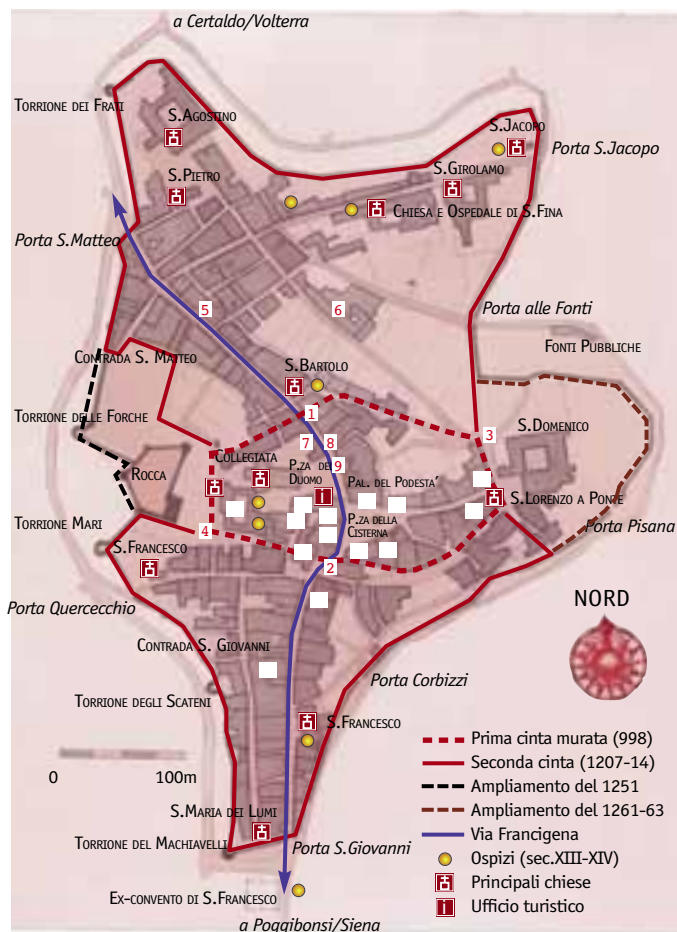 a Certaldo/Volterra
Torrione dei Frati
S.Agostino
S.Jacopo
Porta S.Jacopo
S.Pietro
S.Girolamo
Chiesa e Ospedale di S.Fina
Porta S.Matteo
5
6
Porta alle Fonti
Fonti Pubbliche
Contrada S. Matteo
S.Bartolo
Torrione delle Forche
1
S.Domenico
3
7
8
Collegiata
P.za del
Duomo
9
Rocca
Pal. del Podesta´
S.Lorenzo a Ponte
Torrione Mari
P.za della
Cisterna
Porta Pisana
4
S.Francesco
2
Porta Quercecchio
NORD
Contrada S. Giovanni
Porta Corbizzi
Torrione degli Scateni
S.Francesco
Prima cinta murata (998)
Seconda cinta (1207-14)
0
100m
Ampliamento del 1251
Ampliamento del 1261-63
S.Maria dei Lumi
Via Francigena
Torrione del Machiavelli
Porta S.Giovanni
Ospizi (sec.XIII-XIV)
Principali chiese
Ex-convento di S.Francesco
Ufficio turistico
a Poggibonsi/Siena